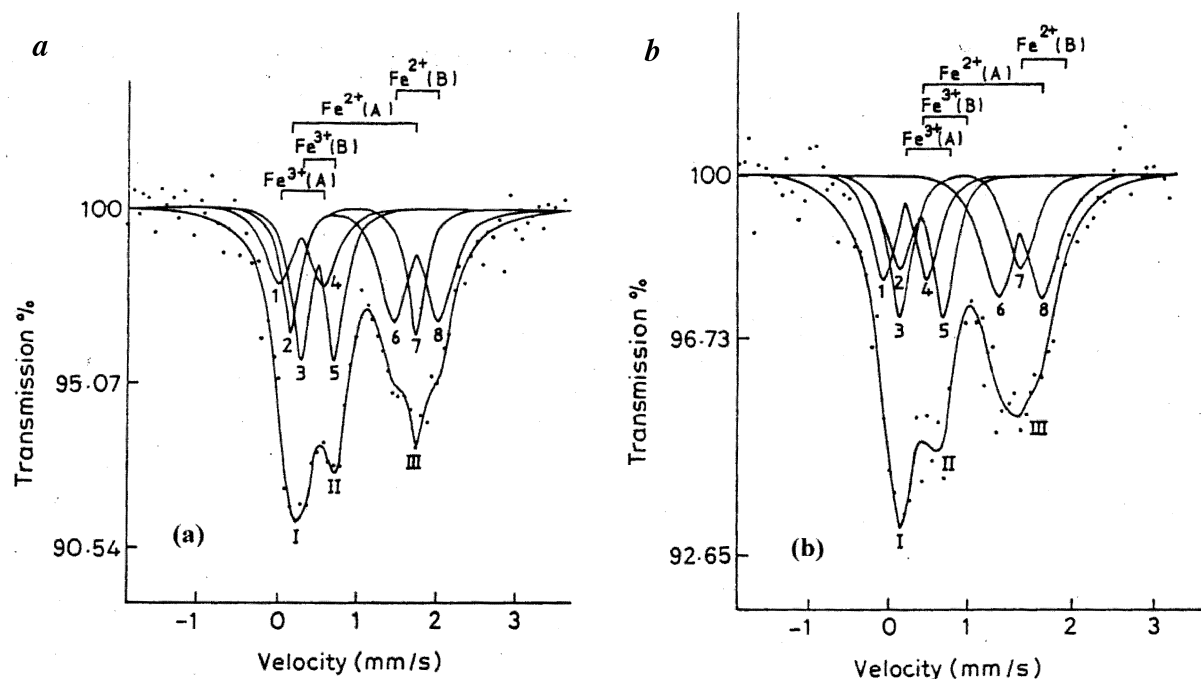 a
Fe2+(B)
Fe2+(A)
Fe3+(B)
Fe3+(A)
100
95.07
90.54
Transmission %
1
2
3
4
5
6
7
8
I
II
III
(a)
-1
0
1
2
3
Velocity (mm/s)
b
Fe2+(B)
Fe2+(A)
Fe3+(B)
Fe3+(A)
100
96.73
92.65
Transmission %
1
2
3
4
5
6
7
8
I
II
III
(b)
-1
0
1
2
3
Velocity (mm/s)